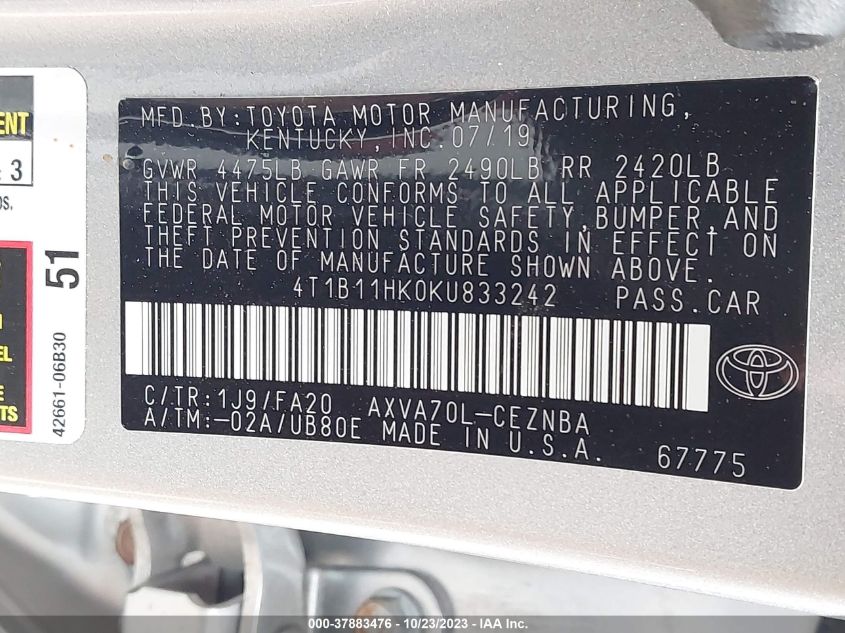 MFD.BY:TOYOTA MOTOR MANUFACTURING,
KENTUCKY,INC.07/19
GVWR 4475LB GAWR FR 2490LB RR 2420LB
THIS VEHICLE CONFORMS TO ALL APPLICABLE
FEDERAL MOTOR VEHICLE SAFETY,BUMPER,AND
THEFT PREVENTION STANDARDS IN EFFECT ON
THE DATE OF MANUFACTURE SHOWN ABOVE.
4T1B11HK0KU833242 PASS.CAR
C/TR:1J9/FA20 AXVA70L-CEZNBA
A/TM:-02A/UB80E MADE IN U.S.A.
67775
3
51
42661-06B30
000-37883476 - 10/23/2023 - IAA Inc.